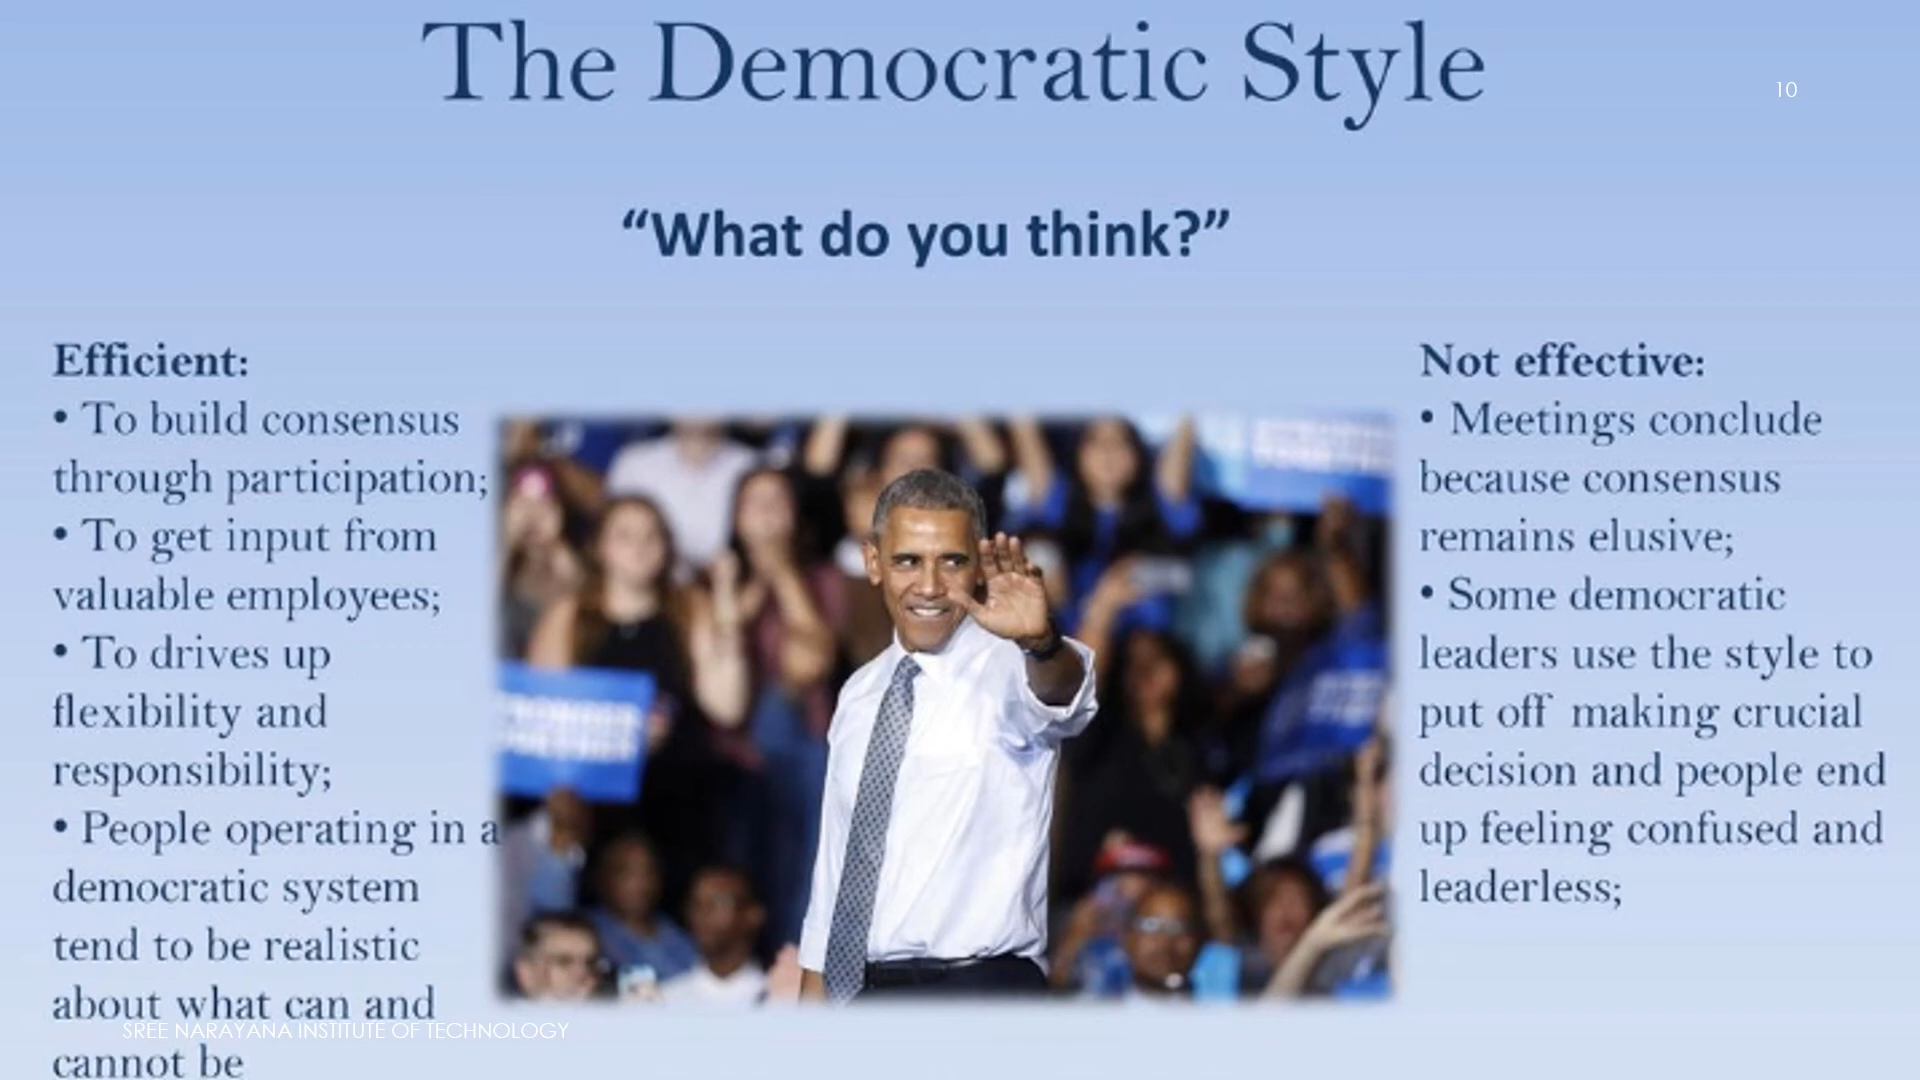 The Democratic Style
10
“What do you think?”
Efficient:
• To build consensus
through participation;
• To get input from
valuable employees;
• To drives up
flexibility and
responsibility;
• People operating in a
democratic system
tend to be realistic
about what can and
cannot be
Not effective:
• Meetings conclude
because consensus
remains elusive;
• Some democratic
leaders use the style to
put off making crucial
decision and people end
up feeling confused and
leaderless;
SREE NARAYANA INSTITUTE OF TECHNOLOGY